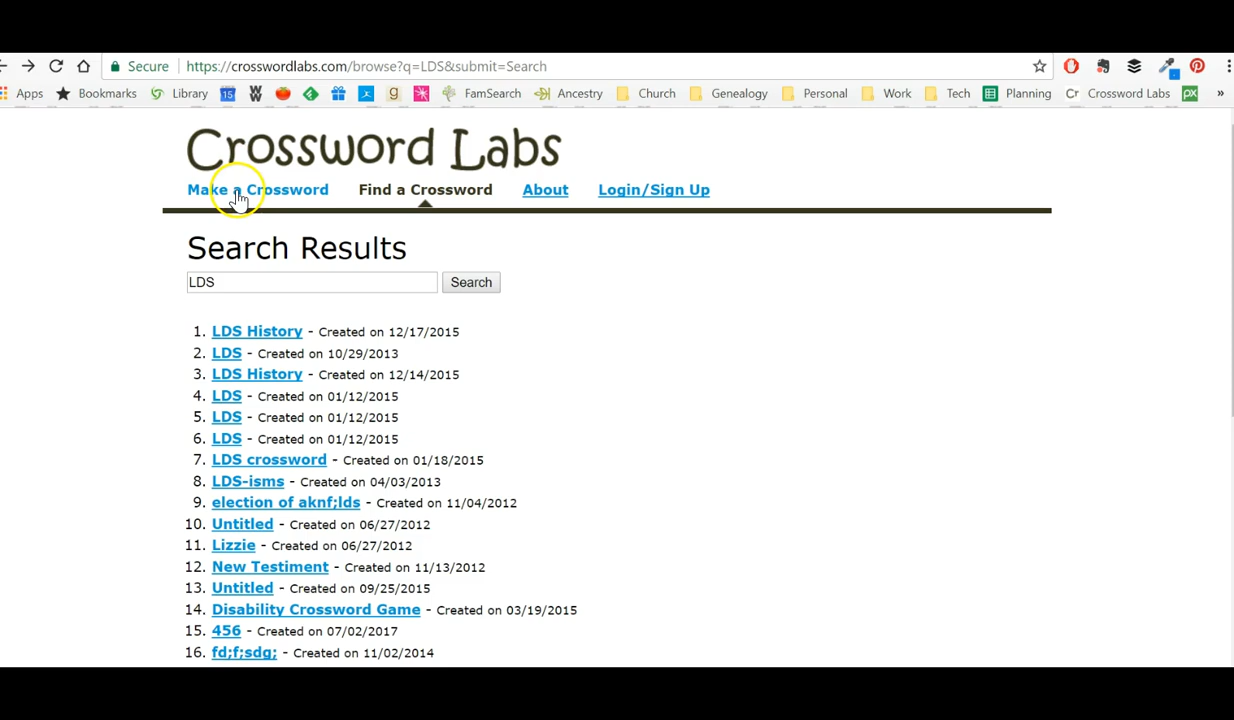 Secure https://crosswordlabs.com/browse?q=LDS&submit=Search
Apps Bookmarks Library 15 FamSearch Ancestry Church Genealogy Personal Work Tech Planning Cr Crossword Labs px »
Crossword Labs
Make a Crossword Find a Crossword About Login/Sign Up
Search Results
LDS Search
1. LDS History - Created on 12/17/2015
2. LDS - Created on 10/29/2013
3. LDS History - Created on 12/14/2015
4. LDS - Created on 01/12/2015
5. LDS - Created on 01/12/2015
6. LDS - Created on 01/12/2015
7. LDS crossword - Created on 01/18/2015
8. LDS-isms - Created on 04/03/2013
9. election of aknf;lds - Created on 11/04/2012
10. Untitled - Created on 06/27/2012
11. Lizzie - Created on 06/27/2012
12. New Testiment - Created on 11/13/2012
13. Untitled - Created on 09/25/2015
14. Disability Crossword Game - Created on 03/19/2015
15. 456 - Created on 07/02/2017
16. fd;f;sdg; - Created on 11/02/2014